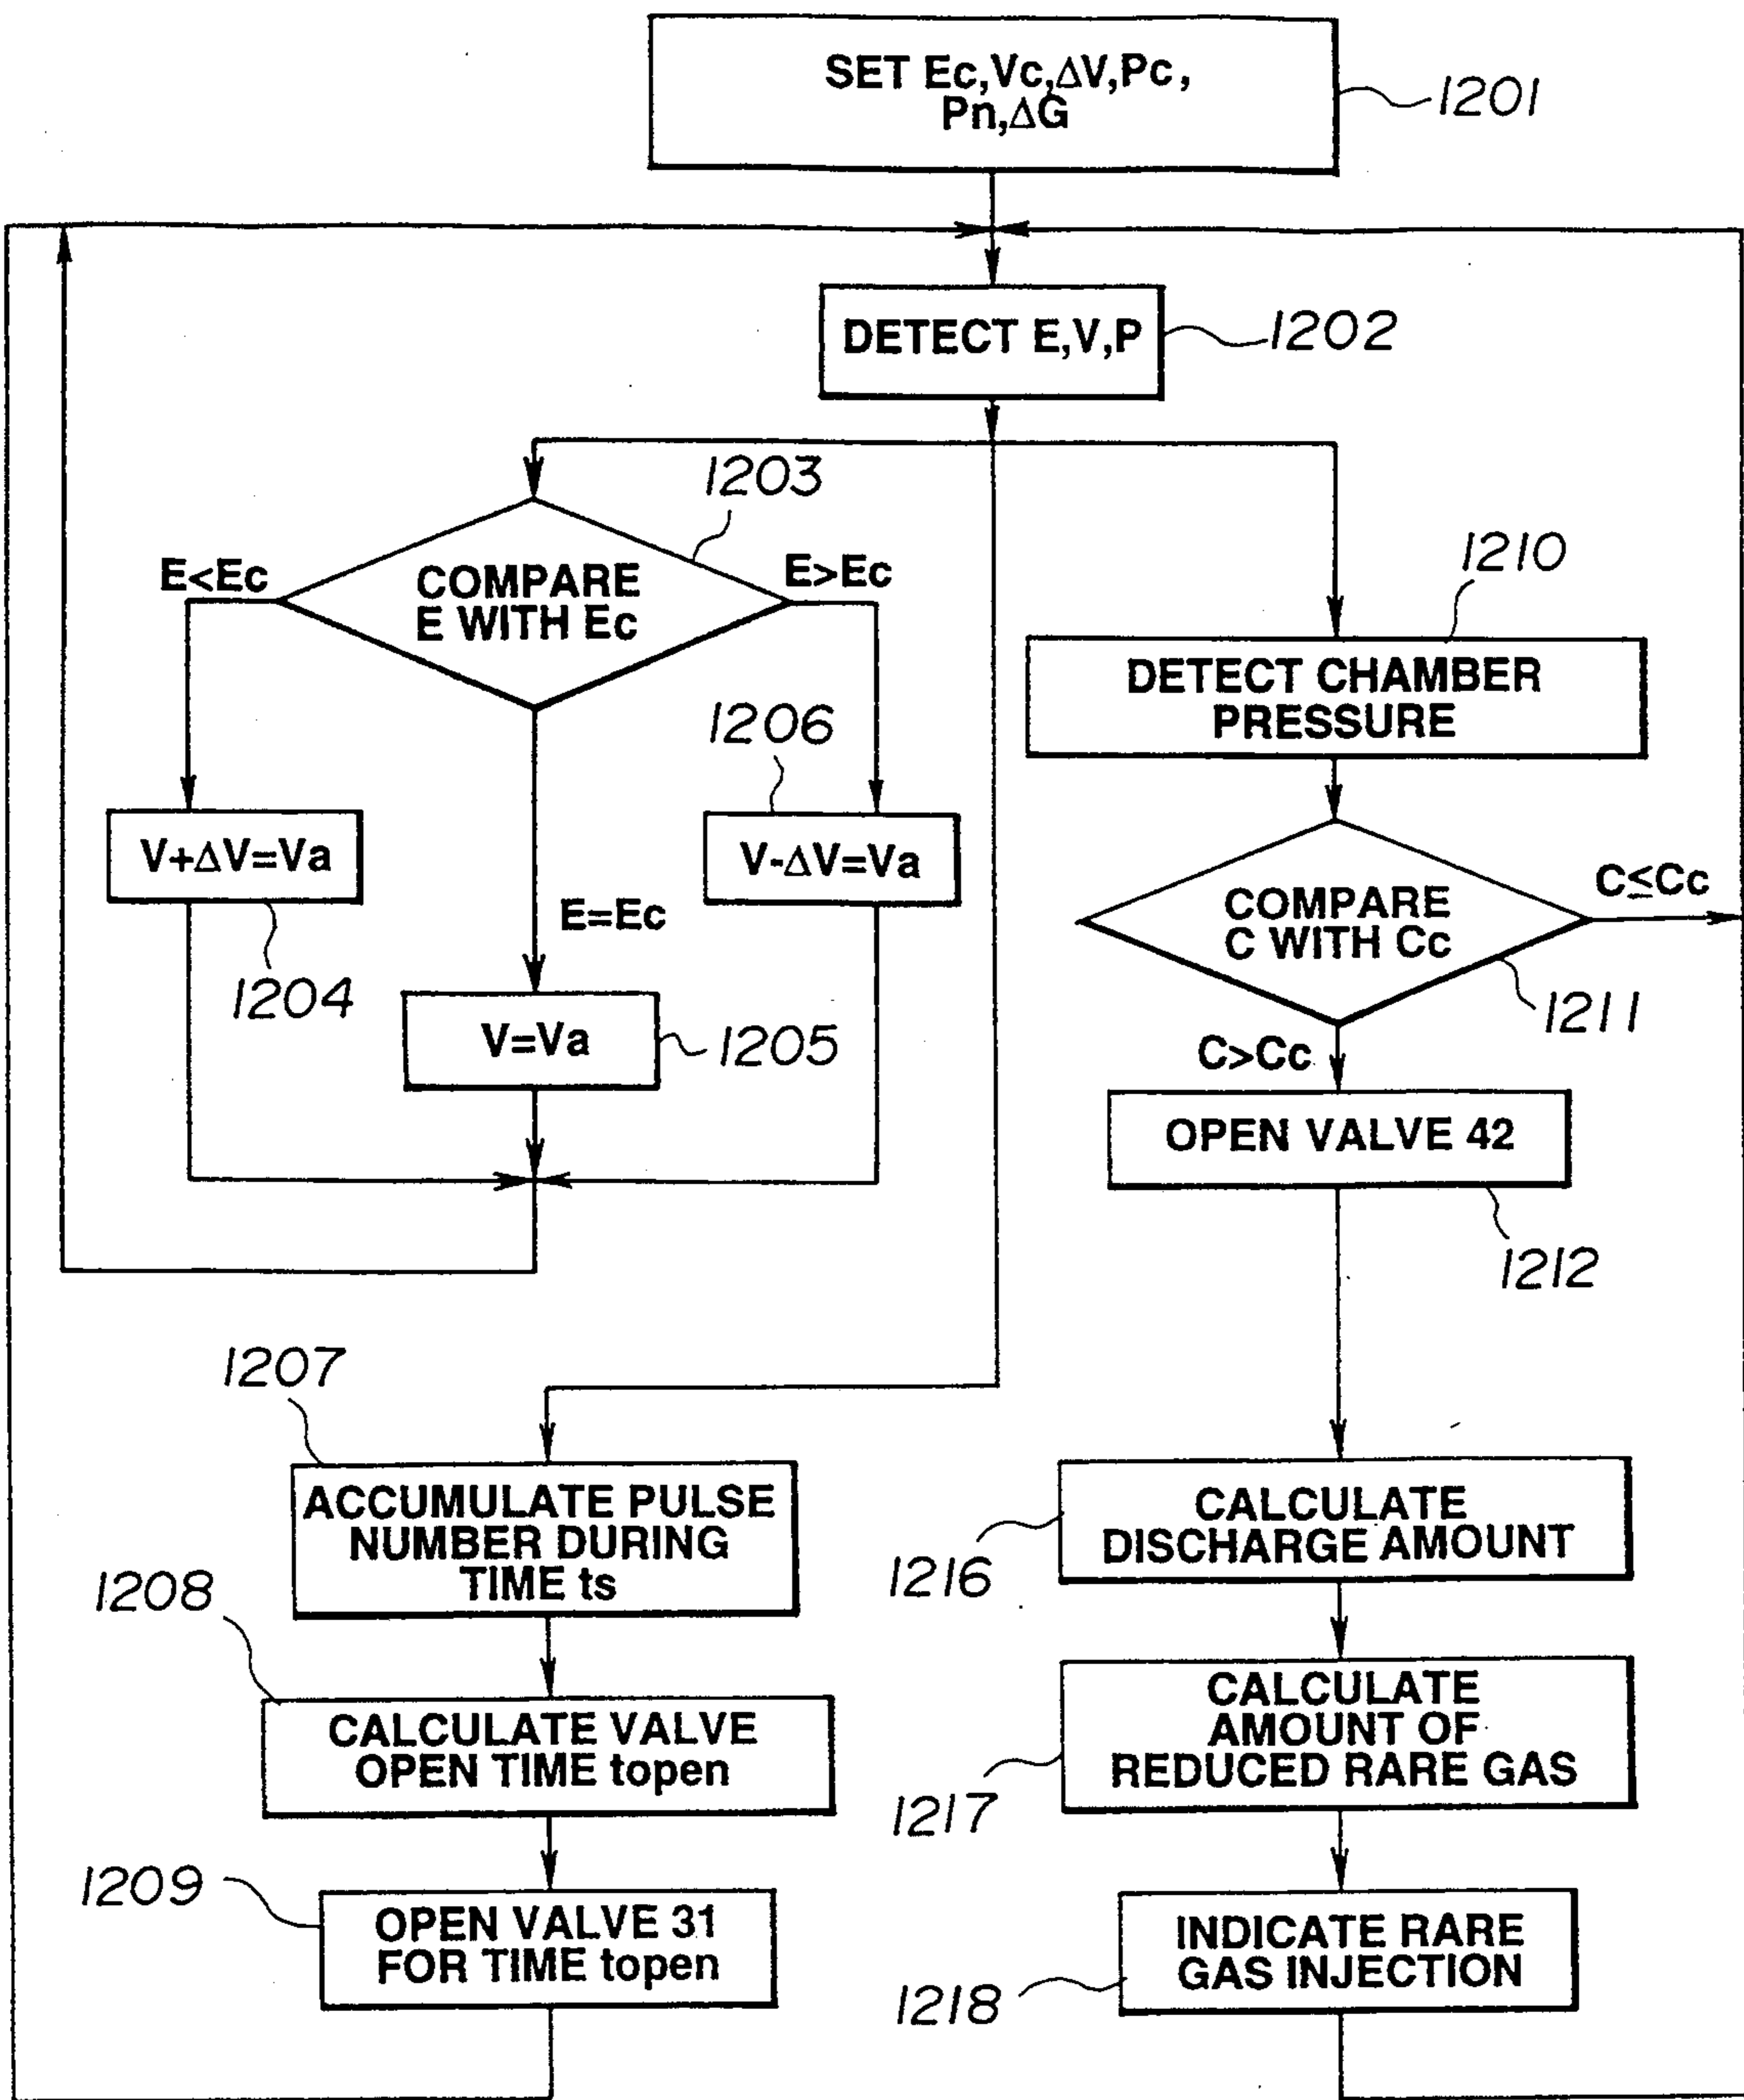 SET Ec,Vc,ΔV,Pc,
Pn,ΔG
1201
DETECT E,V,P
1202
1203
E<Ec
COMPARE
E WITH Ec
E>Ec
1210
DETECT CHAMBER
PRESSURE
1206
V+ΔV=Va
V-ΔV=Va
E=Ec
1204
V=Va
1205
COMPARE
C WITH Cc
C≤Cc
1211
C>Cc
OPEN VALVE 42
1212
1207
ACCUMULATE PULSE
NUMBER DURING
TIME ts
1208
CALCULATE VALVE
OPEN TIME topen
1209
OPEN VALVE 31
FOR TIME topen
CALCULATE
DISCHARGE AMOUNT
1216
CALCULATE
AMOUNT OF
REDUCED RARE GAS
1217
INDICATE RARE
GAS INJECTION
1218